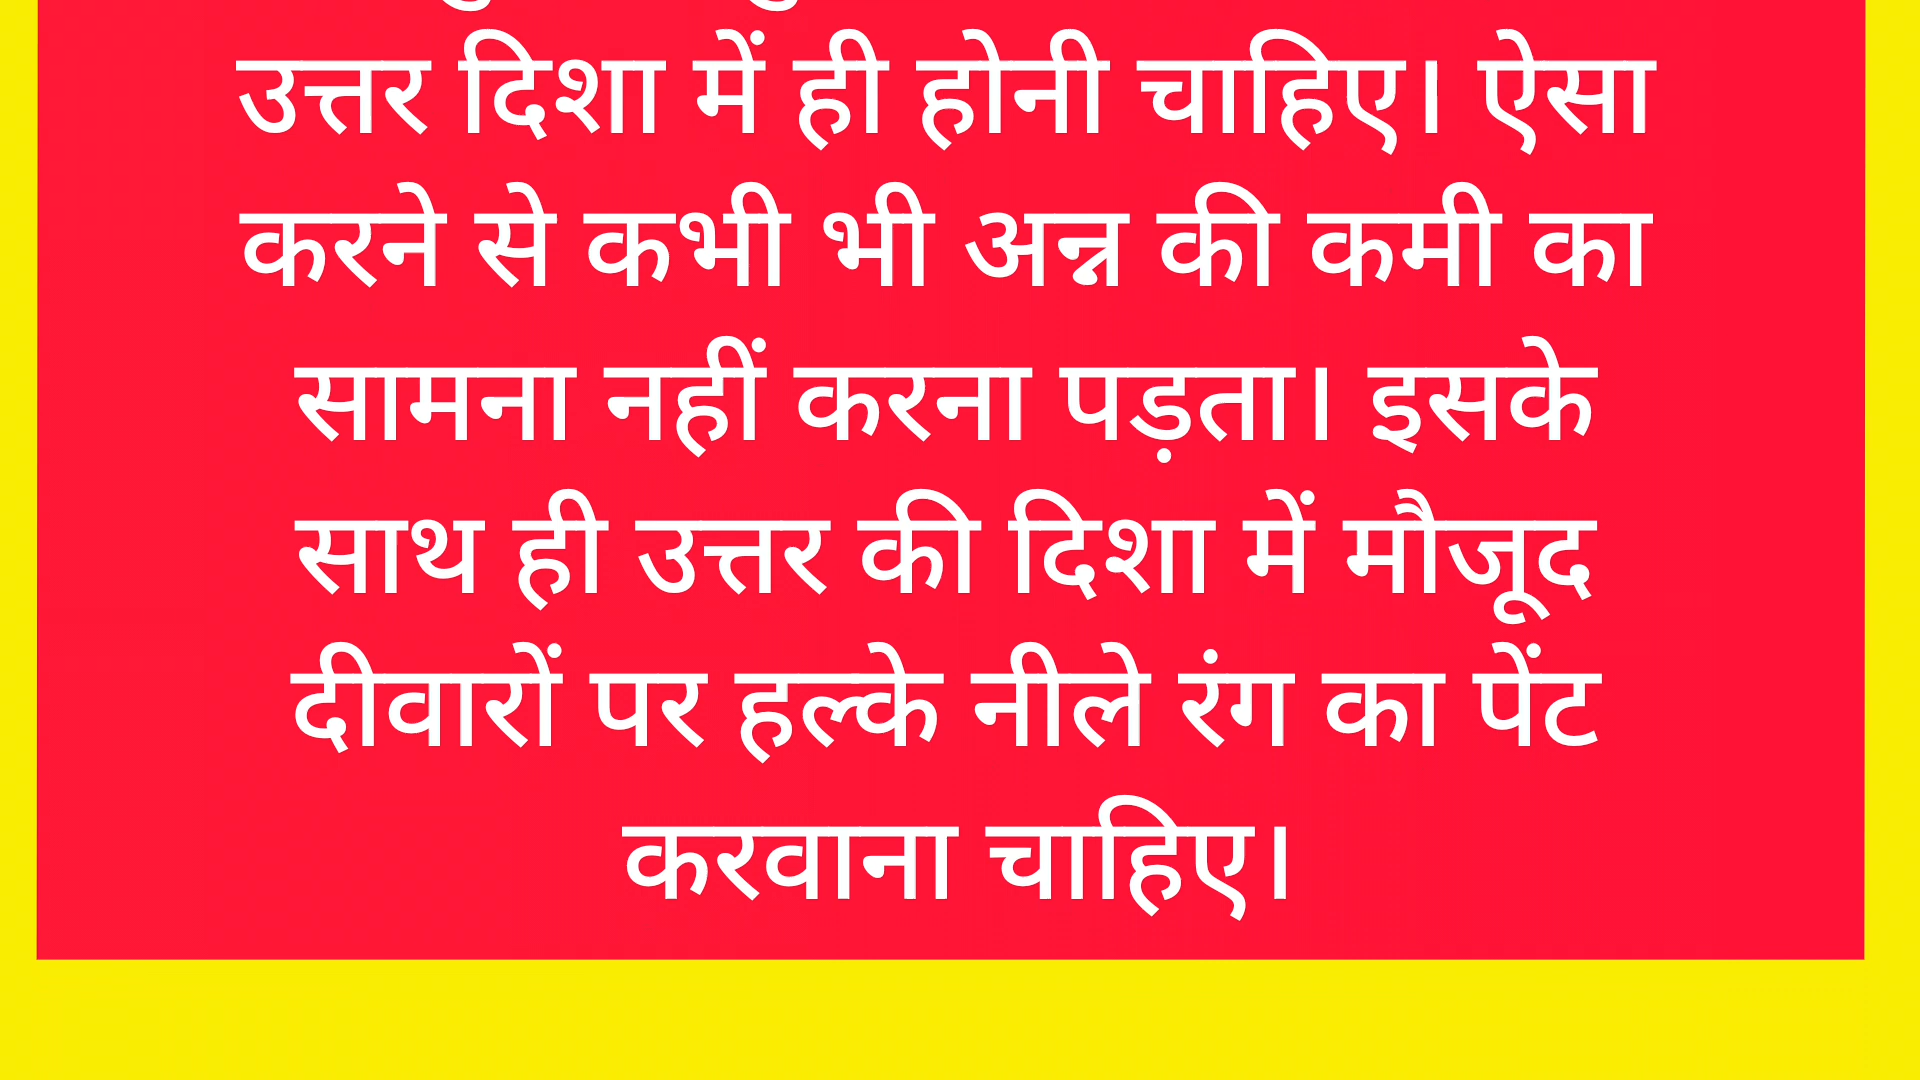 उत्तर दिशा में ही होनी चाहिए। ऐसा
करने से कभी भी अन्न की कमी का
सामना नहीं करना पड़ता। इसके
साथ ही उत्तर की दिशा में मौजूद
दीवारों पर हल्के नीले रंग का पेंट
करवाना चाहिए।